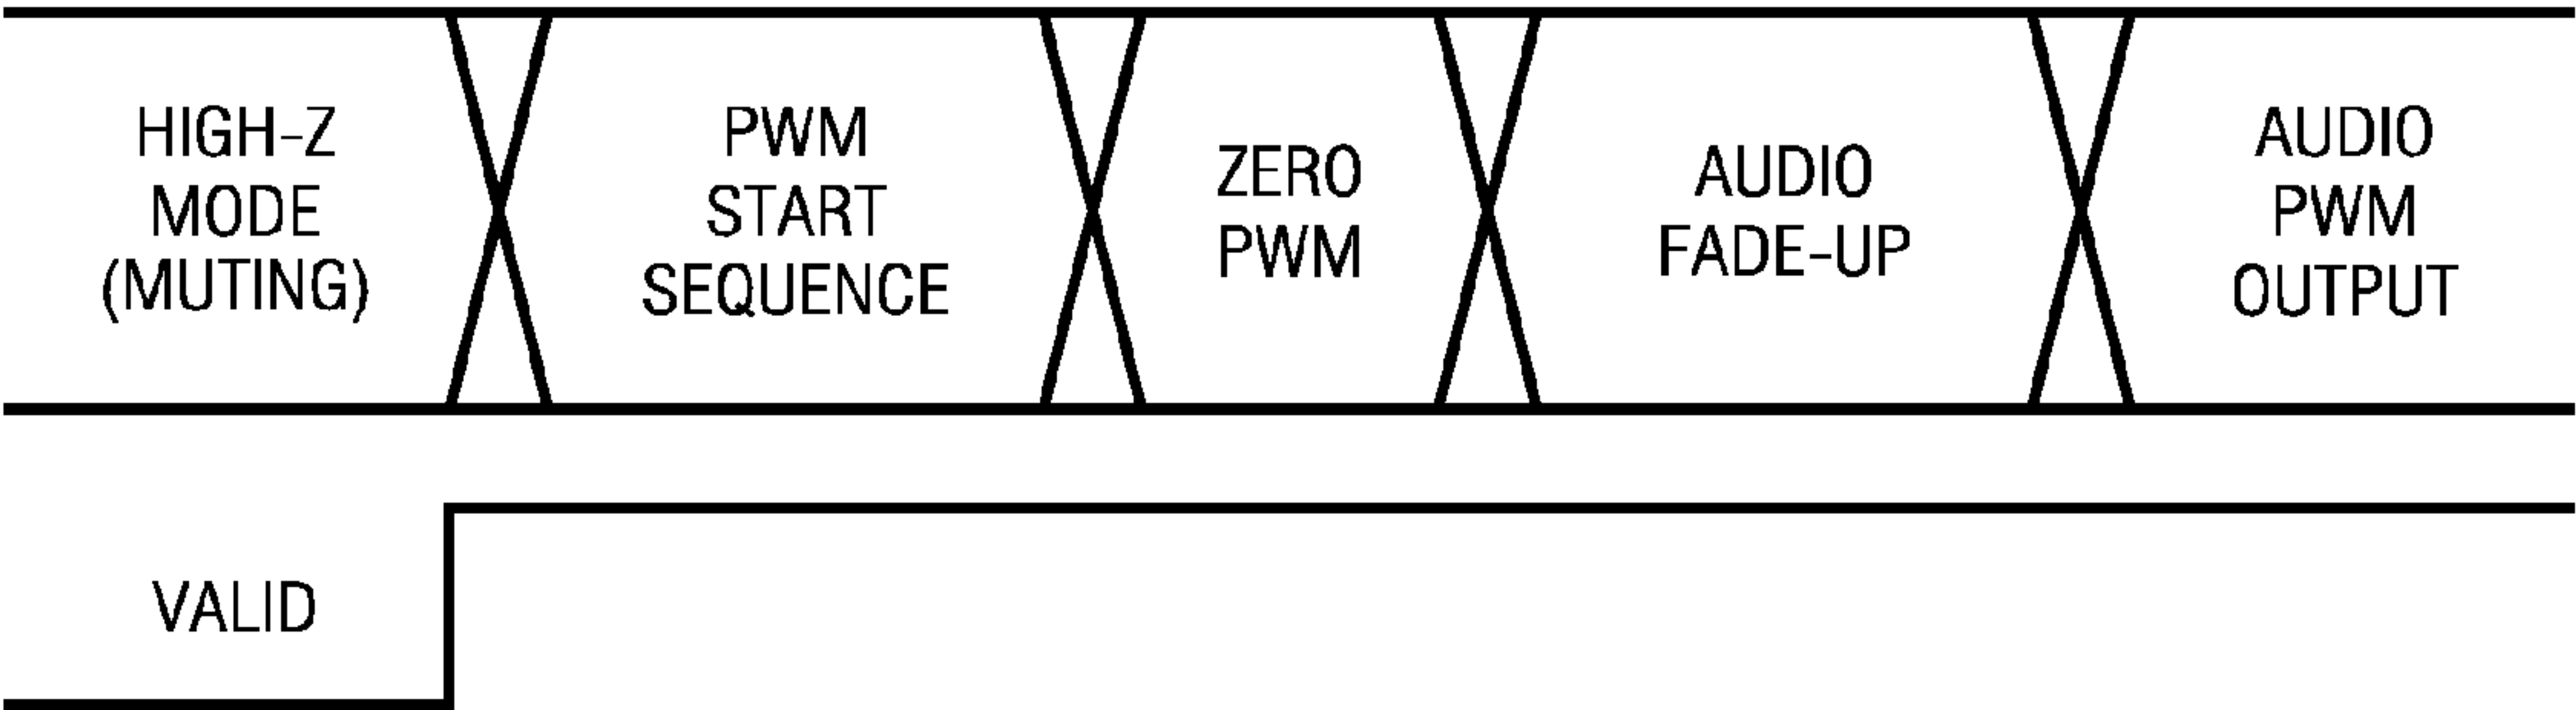 HIGH-Z
MODE
(MUTING)
PWM
START
SEQUENCE
ZERO
PWM
AUDIO
FADE-UP
AUDIO
PWM
OUTPUT
VALID